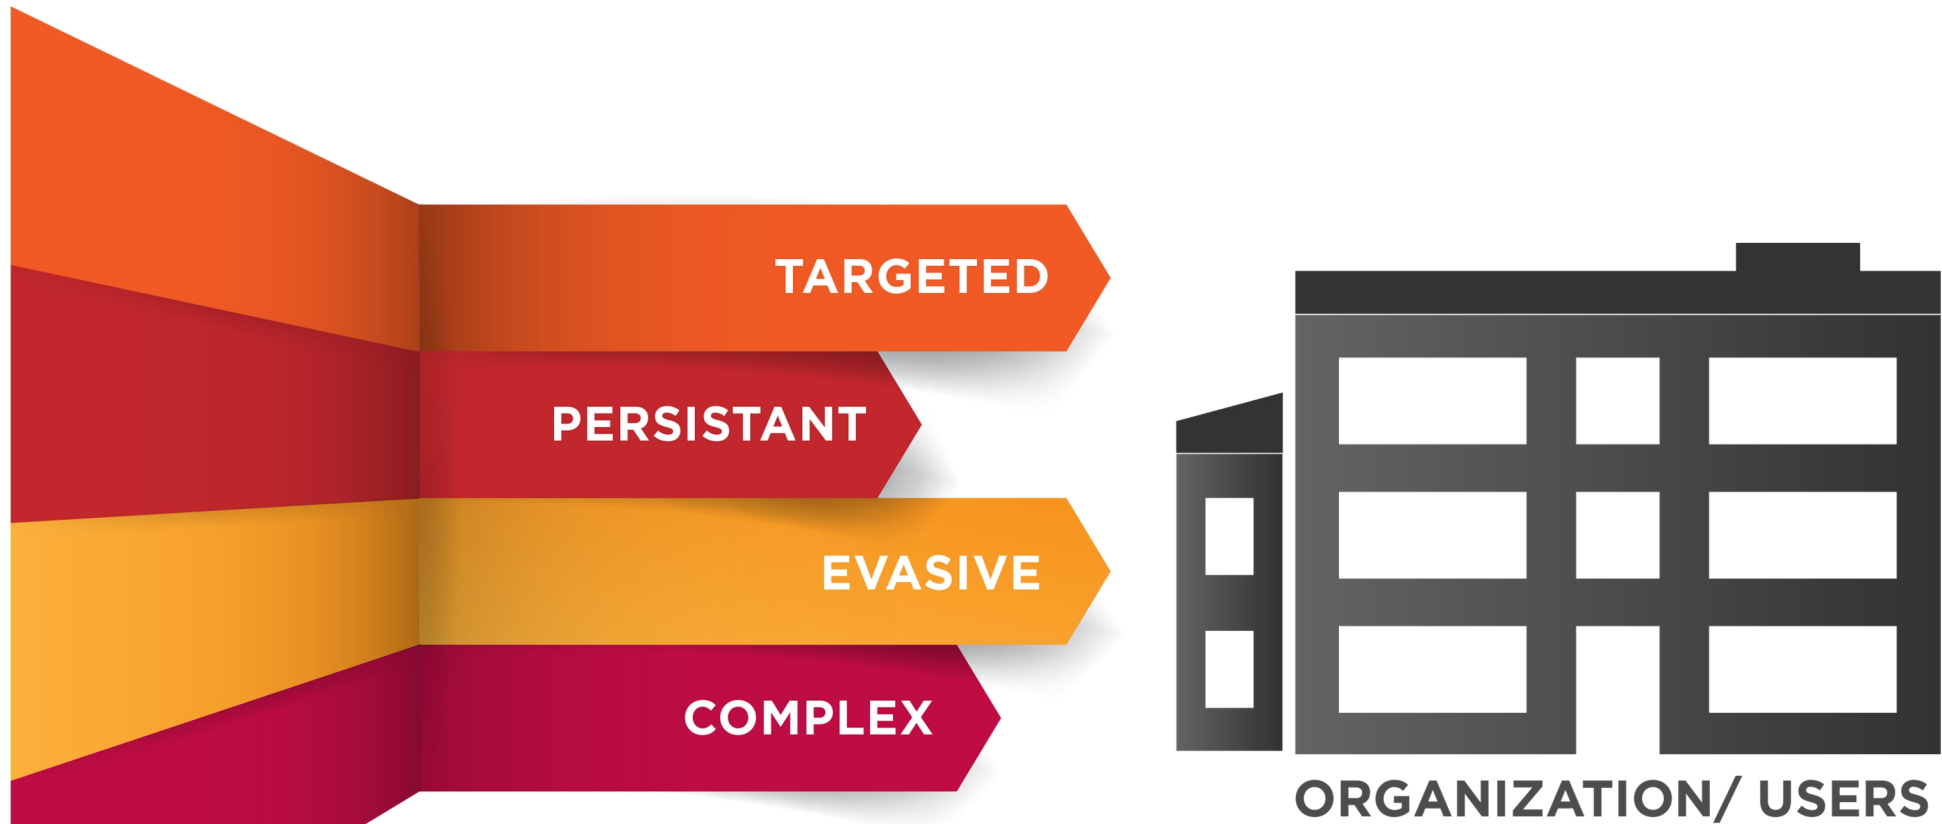 TARGETED
PERSISTANT
EVASIVE
COMPLEX
ORGANIZATION/ USERS